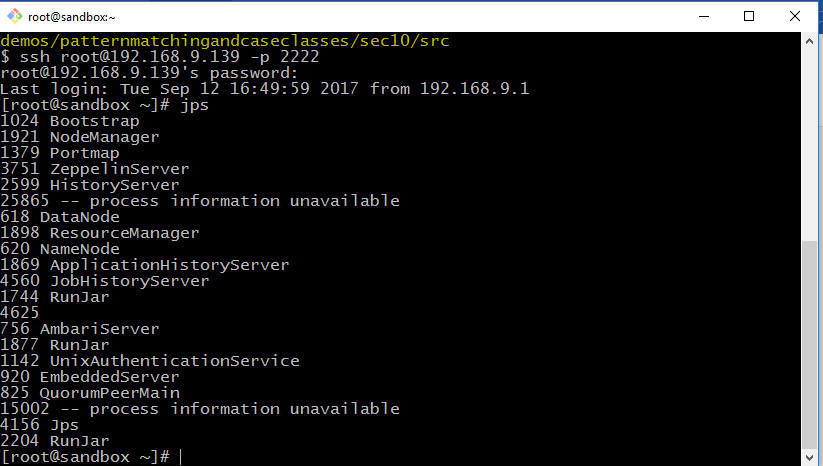 root@sandbox:~
demos/patternmatchingandcaseclasses/sec10/src
$ ssh root@192.168.9.139 -p 2222
root@192.168.9.139's password:
Last login: Tue Sep 12 16:49:59 2017 from 192.168.9.1
[root@sandbox ~]# jps
1024 Bootstrap
1921 NodeManager
1379 Portmap
3751 ZeppelinServer
2599 HistoryServer
25865 -- process information unavailable
618 DataNode
1898 ResourceManager
620 NameNode
1869 ApplicationHistoryServer
4560 JobHistoryServer
1744 RunJar
4625
756 AmbariServer
1877 RunJar
1142 UnixAuthenticationService
920 EmbeddedServer
825 QuorumPeerMain
15002 -- process information unavailable
4156 Jps
2204 RunJar
[root@sandbox ~]#